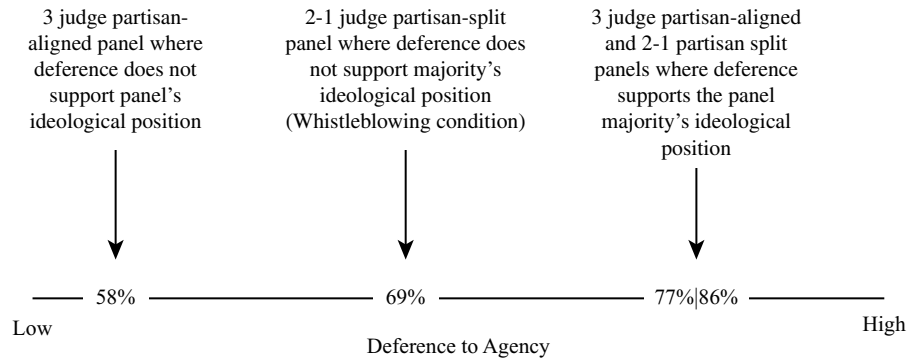 3 judge partisan-
aligned panel where
deference does not
support panel's
ideological position
2-1 judge partisan-split
panel where deference does
not support majority's
ideological position
(Whistleblowing condition)
3 judge partisan-aligned
and 2-1 partisan split
panels where deference
supports the panel
majority's ideological
position
58%
69%
77%|86%
Low
High
Deference to Agency